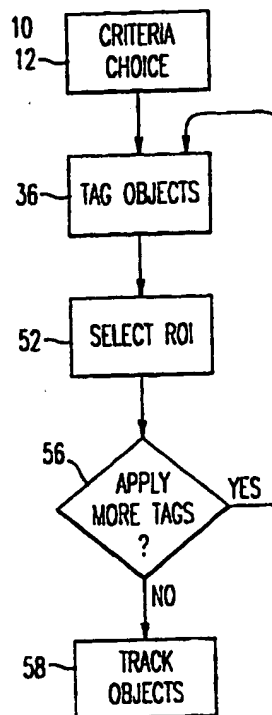 10
12
CRITERIA
CHOICE
36
TAG OBJECTS
52
SELECT ROI
56
APPLY
MORE TAGS
?
YES
NO
58
TRACK
OBJECTS